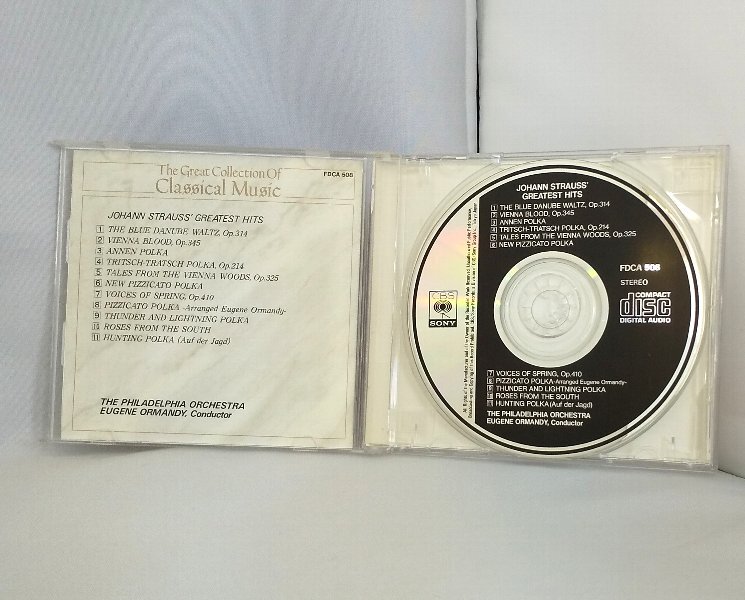 The Great Collection Of
Classical Music
FDCA 506
JOHANN STRAUSS' GREATEST HITS
1 THE BLUE DANUBE WALTZ, Op.314
2 VIENNA BLOOD, Op.345
3 ANNEN POLKA
4 TRITSCH-TRATSCH POLKA, Op.214
5 TALES FROM THE VIENNA WOODS, Op.325
6 NEW PIZZICATO POLKA
7 VOICES OF SPRING, Op.410
8 PIZZICATO POLKA -Arranged Eugene Ormandy-
9 THUNDER AND LIGHTNING POLKA
10 ROSES FROM THE SOUTH
11 HUNTING POLKA (Auf der Jagd)
THE PHILADELPHIA ORCHESTRA
EUGENE ORMANDY, Conductor
JOHANN STRAUSS'
GREATEST HITS
1 THE BLUE DANUBE WALTZ, Op.314
2 VIENNA BLOOD, Op.345
3 ANNEN POLKA
4 TRITSCH-TRATSCH POLKA, Op.214
5 TALES FROM THE VIENNA WOODS, Op.325
6 NEW PIZZICATO POLKA
FDCA 506
STEREO
COMPACT
disc
DIGITAL AUDIO
CBS
SONY
7 VOICES OF SPRING, Op.410
8 PIZZICATO POLKA-Arranged Eugene Ormandy-
9 THUNDER AND LIGHTNING POLKA
10 ROSES FROM THE SOUTH
11 HUNTING POLKA (Auf der Jagd)
THE PHILADELPHIA ORCHESTRA
EUGENE ORMANDY, Conductor